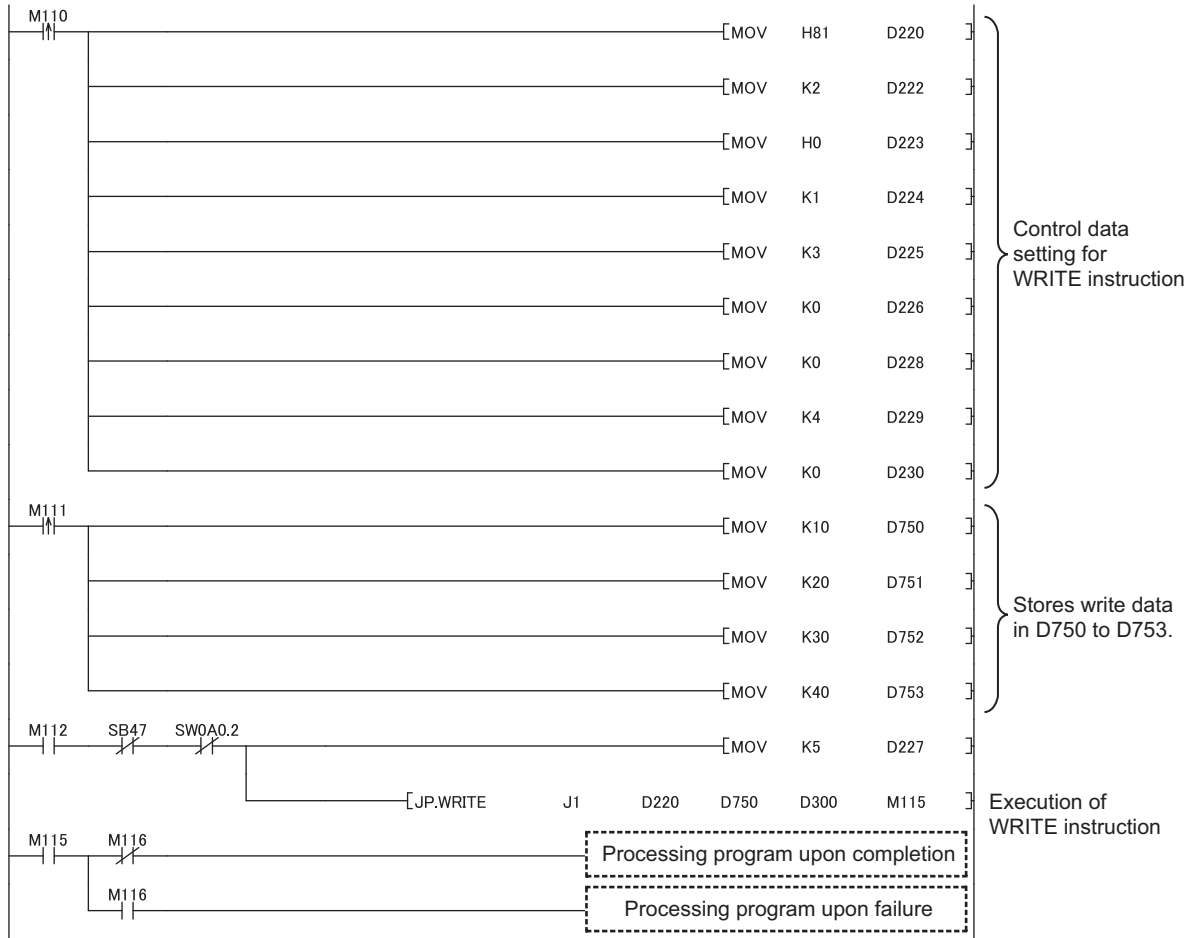 M110
MOV H81 D220
MOV K2 D222
MOV H0 D223
MOV K1 D224
MOV K3 D225
MOV K0 D226
MOV K0 D228
MOV K4 D229
MOV K0 D230
Control data
setting for
WRITE instruction
M111
MOV K10 D750
MOV K20 D751
MOV K30 D752
MOV K40 D753
Stores write data
in D750 to D753.
M112 SB47 SW0A0.2
MOV K5 D227
JP.WRITE J1 D220 D750 D300 M115
Execution of
WRITE instruction
M115 M116
Processing program upon completion
M116
Processing program upon failure